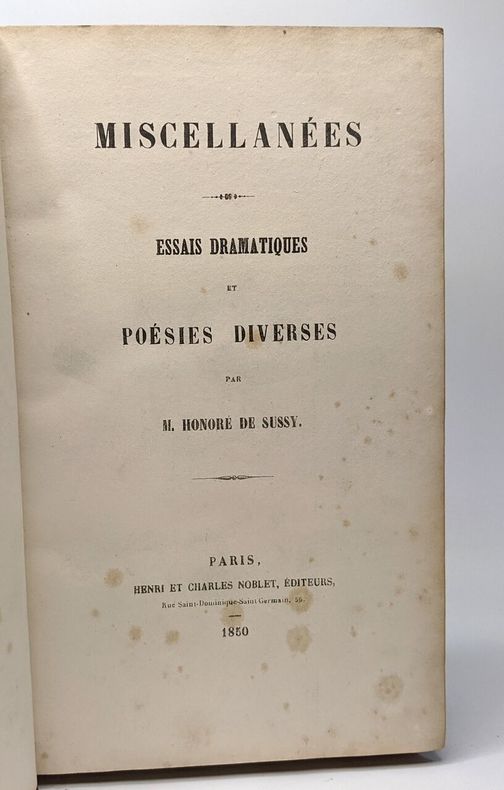 MISCELLANÉES
ESSAIS DRAMATIQUES
ET
POÉSIES DIVERSES
PAR
M. HONORÉ DE SUSSY.
PARIS,
HENRI ET CHARLES NOBLET, ÉDITEURS,
Rue Saint-Dominique-Saint-Germain, 56.
1850